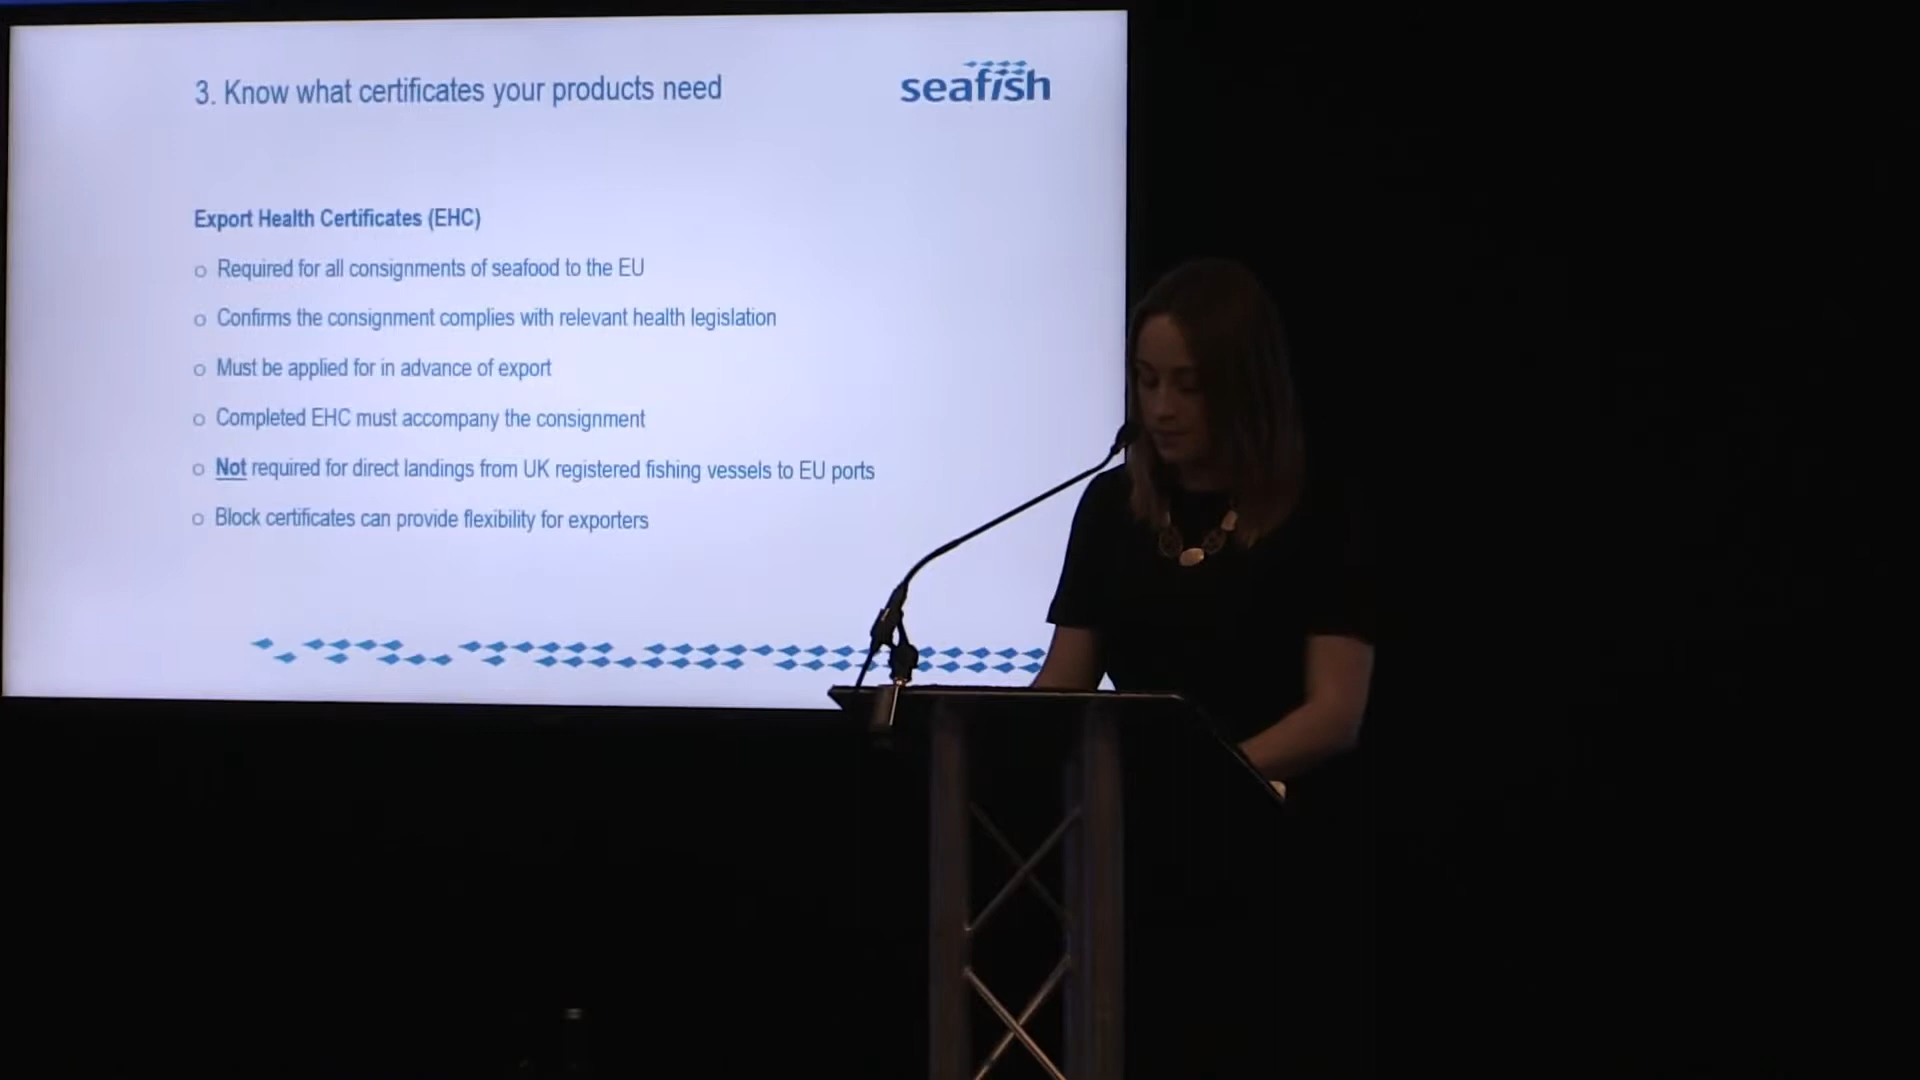 3. Know what certificates your products need
seafish
Export Health Certificates (EHC)
o Required for all consignments of seafood to the EU
o Confirms the consignment complies with relevant health legislation
o Must be applied for in advance of export
o Completed EHC must accompany the consignment
o Not required for direct landings from UK registered fishing vessels to EU ports
o Block certificates can provide flexibility for exporters